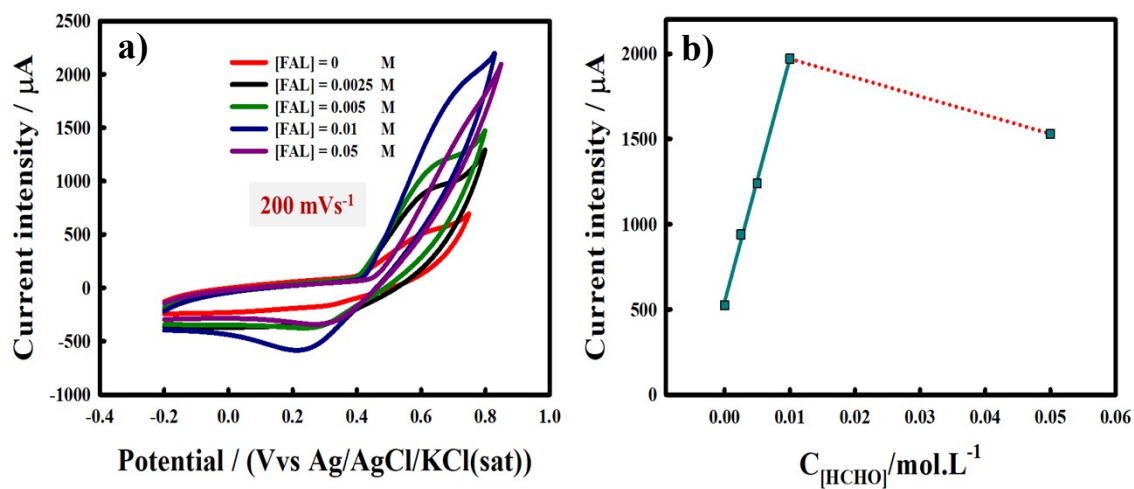 a)
2500
2000
1500
1000
500
0
-500
-1000
Current intensity / μA
[FAL] = 0 M
[FAL] = 0.0025 M
[FAL] = 0.005 M
[FAL] = 0.01 M
[FAL] = 0.05 M
200 mVs-1
-0.4 -0.2 0.0 0.2 0.4 0.6 0.8 1.0
Potential / (Vvs Ag/AgCl/KCl(sat))
b)
2000
1500
1000
500
0
Current intensity / μA
0.00 0.01 0.02 0.03 0.04 0.05 0.06
C[HCHO]/mol.L-1